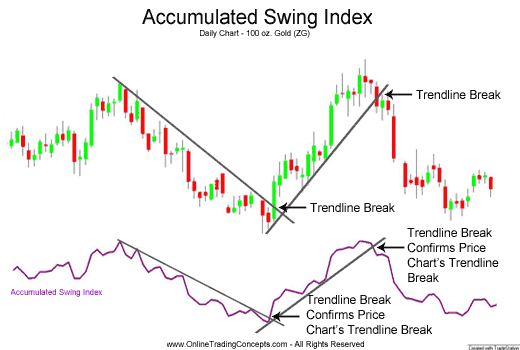 Accumulated Swing Index
Daily Chart - 100 oz. Gold (ZG)
Trendline Break
Trendline Break
Trendline Break
Confirms Price
Chart's Trendline
Break
Accumulated Swing Index
Trendline Break
Confirms Price
Chart's Trendline Break
www.OnlineTradingConcepts.com - All Rights Reserved
Created with TradeStation